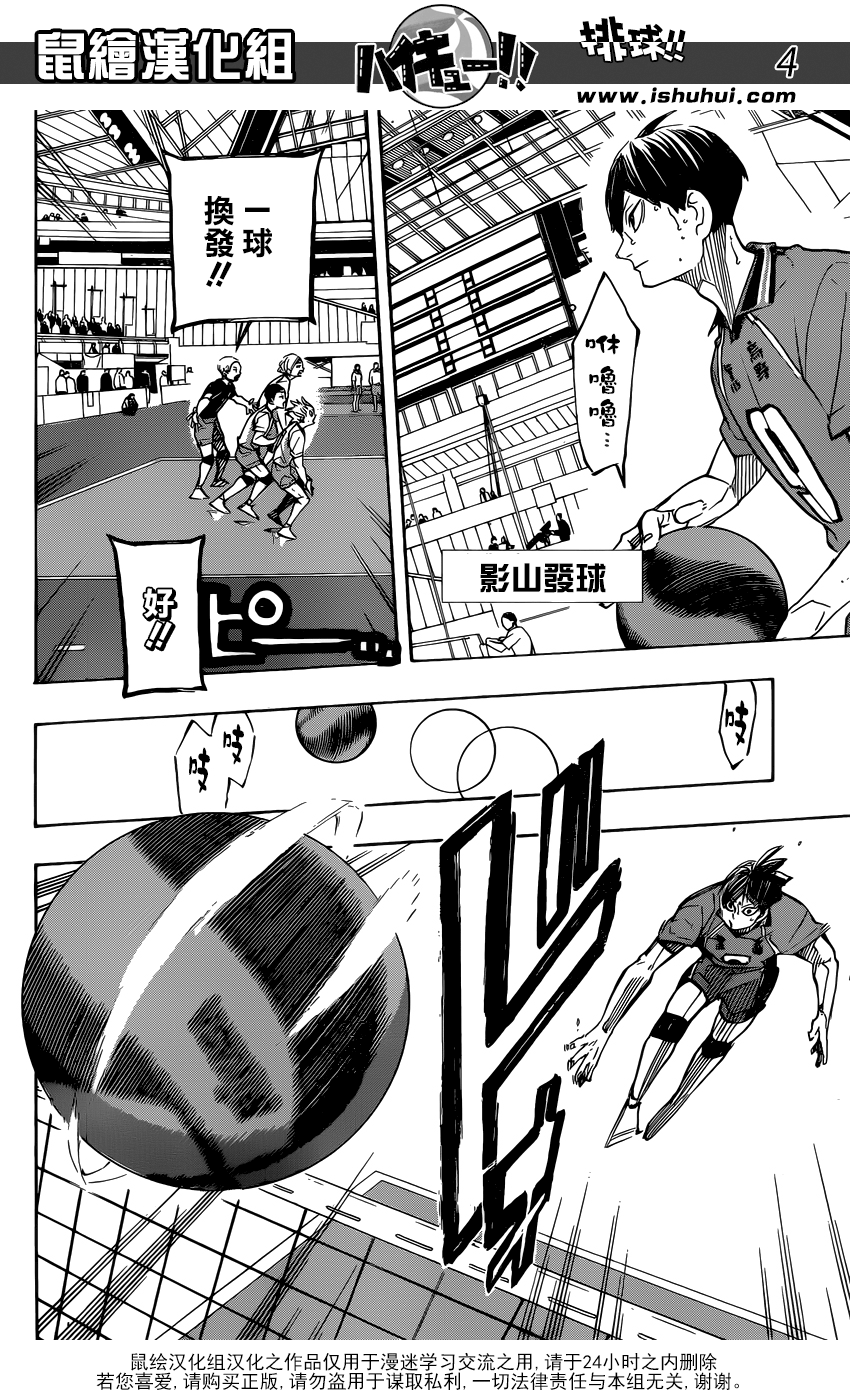 鼠繪漢化組
ハイキュー!!
排球!!
4
www.ishuhui.com
咻
嚕
嚕
…
影山發球
一球
換發!!
好!!
ピー
吱
吱
吱
鼠绘汉化组汉化之作品仅用于漫迷学习交流之用,请于24小时之内删除
若您喜爱,请购买正版,请勿盗用于谋取私利,一切法律责任与本组无关,谢谢。